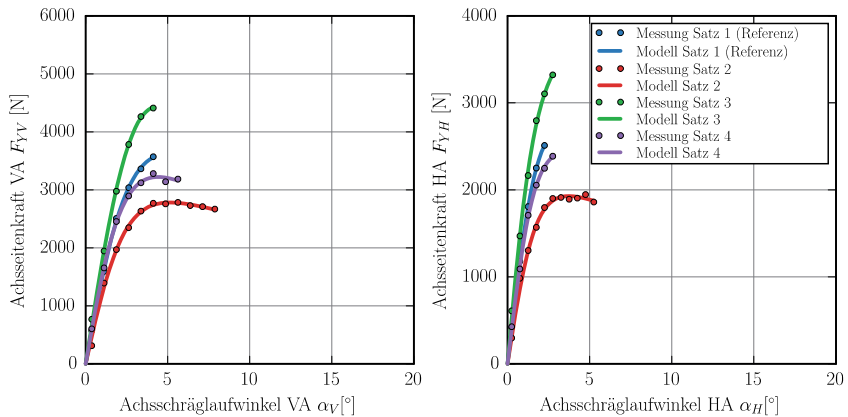 6000
5000
4000
3000
2000
1000
0
0 5 10 15 20
Achsseitenkraft VA F_YV [N]
Achsschräglaufwinkel VA α_V[°]
4000
3000
2000
1000
0
0 5 10 15 20
Achsseitenkraft HA F_YH [N]
Achsschräglaufwinkel HA α_H[°]
Messung Satz 1 (Referenz)
Modell Satz 1 (Referenz)
Messung Satz 2
Modell Satz 2
Messung Satz 3
Modell Satz 3
Messung Satz 4
Modell Satz 4